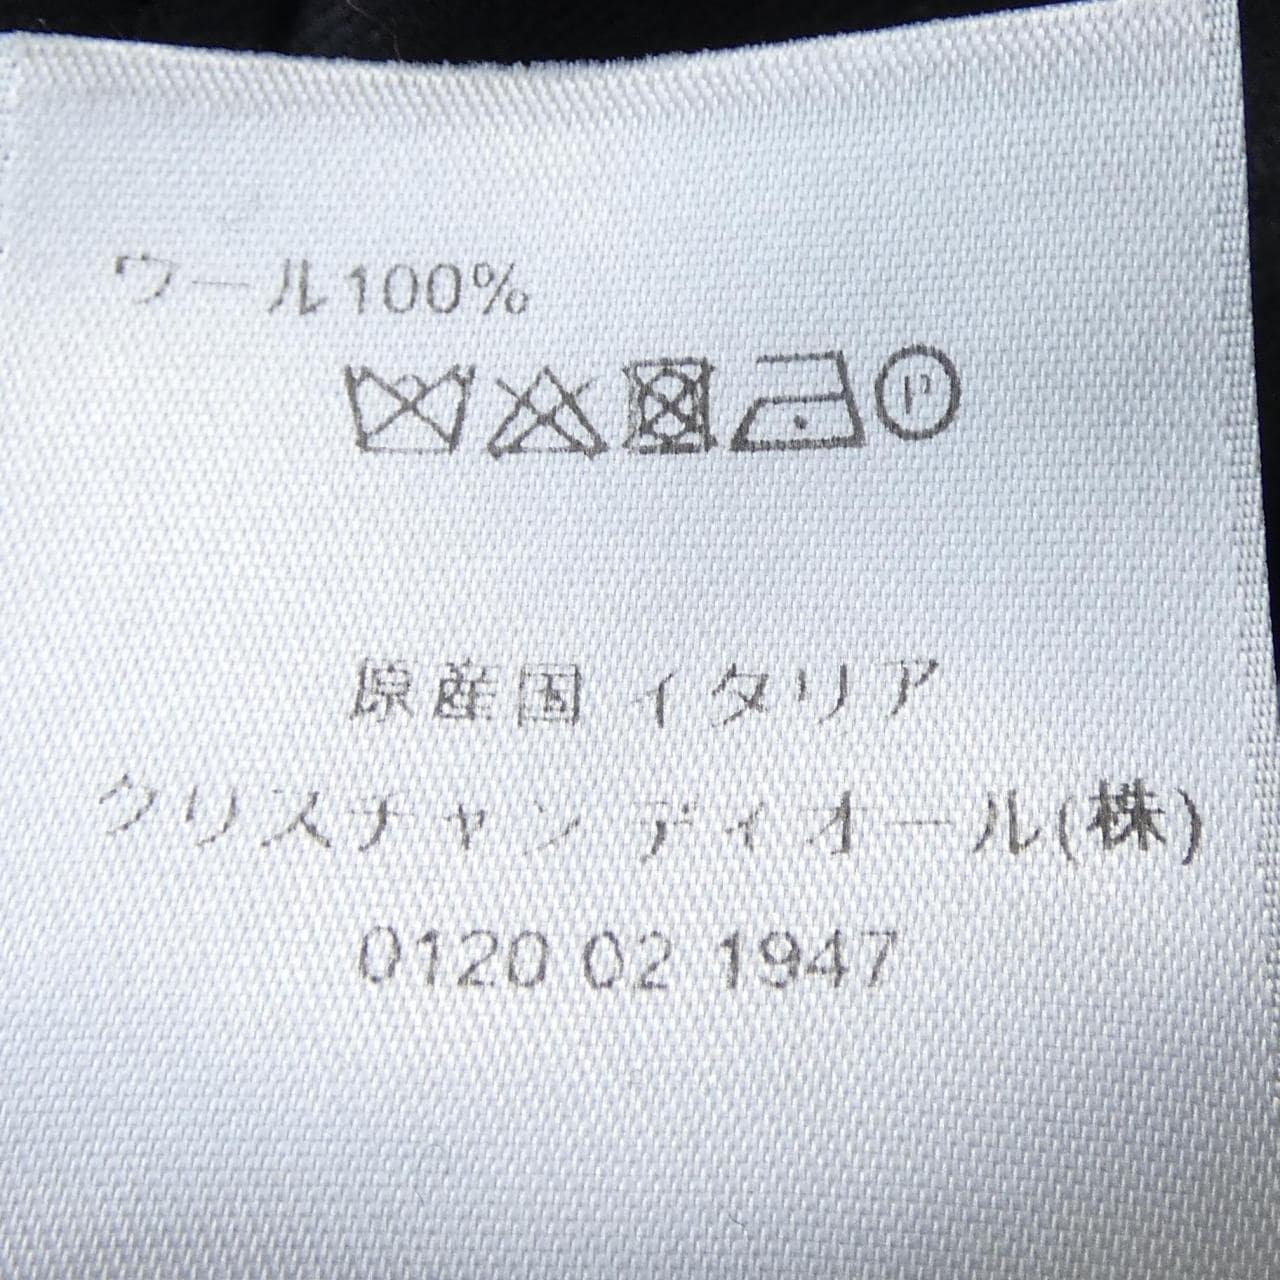 ウール100%
P
原産国 イタリア
クリスチャン ディオール(株)
0120 02 1947